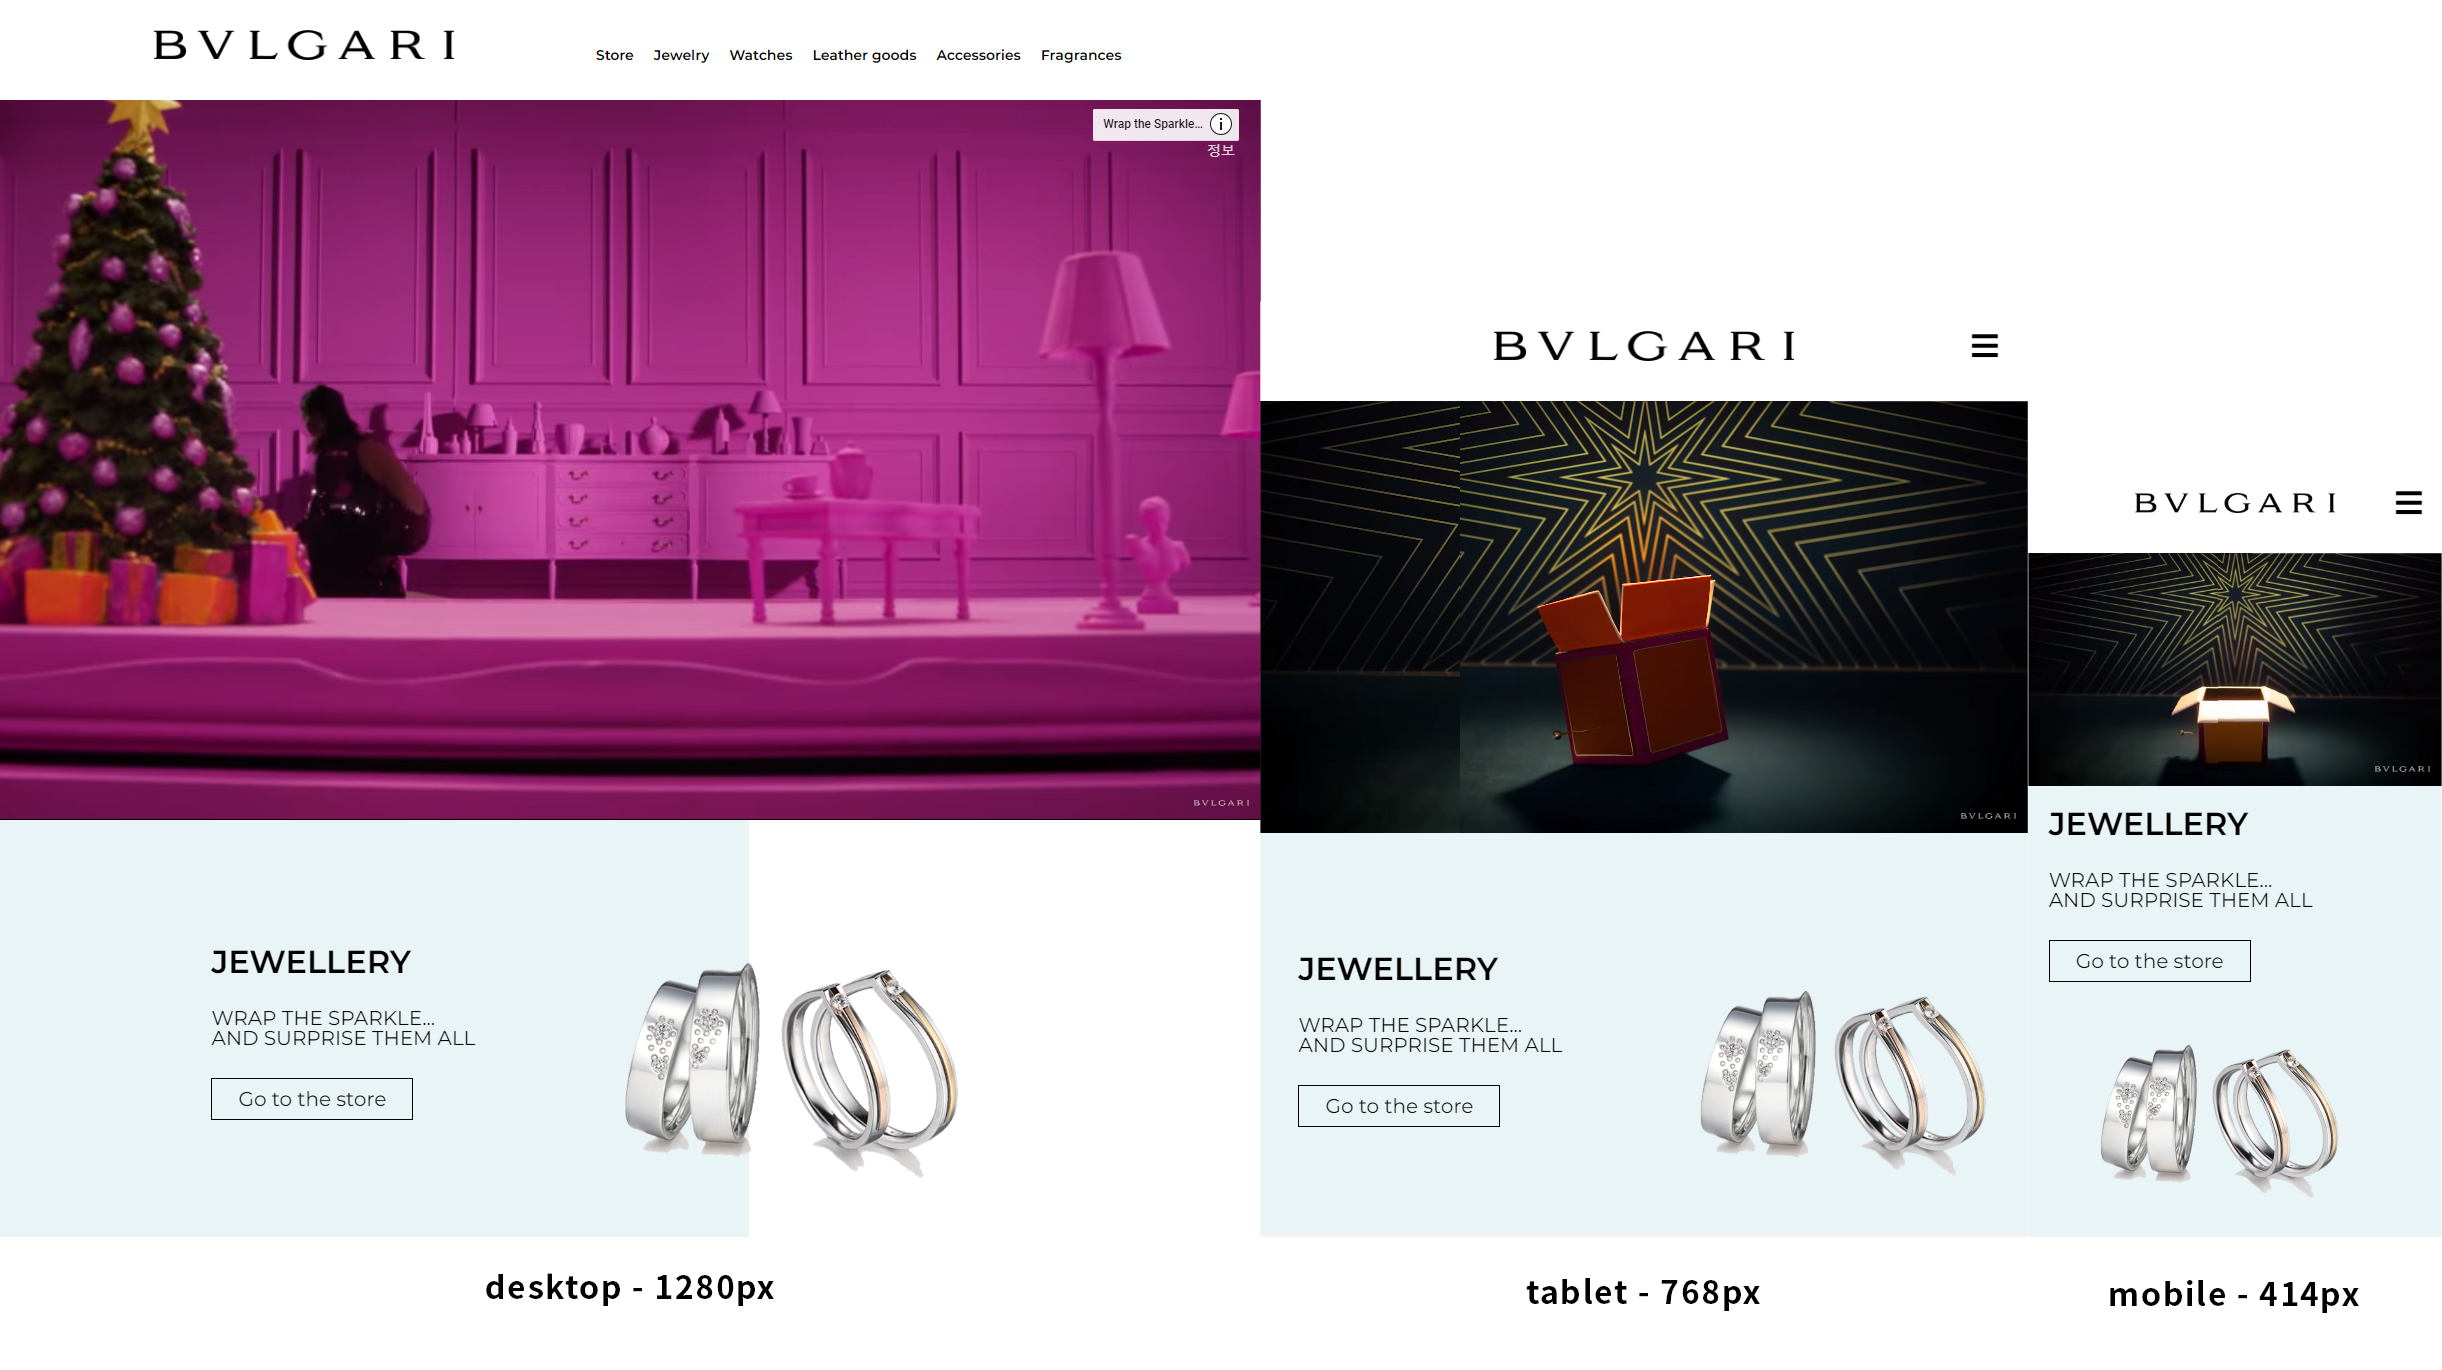 BVLGARI
Store Jewelry Watches Leather goods Accessories Fragrances
Wrap the Sparkle... i
정보
BVLGARI
JEWELLERY
WRAP THE SPARKLE...
AND SURPRISE THEM ALL
Go to the store
desktop - 1280px
BVLGARI
BVLGARI
JEWELLERY
WRAP THE SPARKLE...
AND SURPRISE THEM ALL
Go to the store
tablet - 768px
BVLGARI
BVLGARI
JEWELLERY
WRAP THE SPARKLE...
AND SURPRISE THEM ALL
Go to the store
mobile - 414px